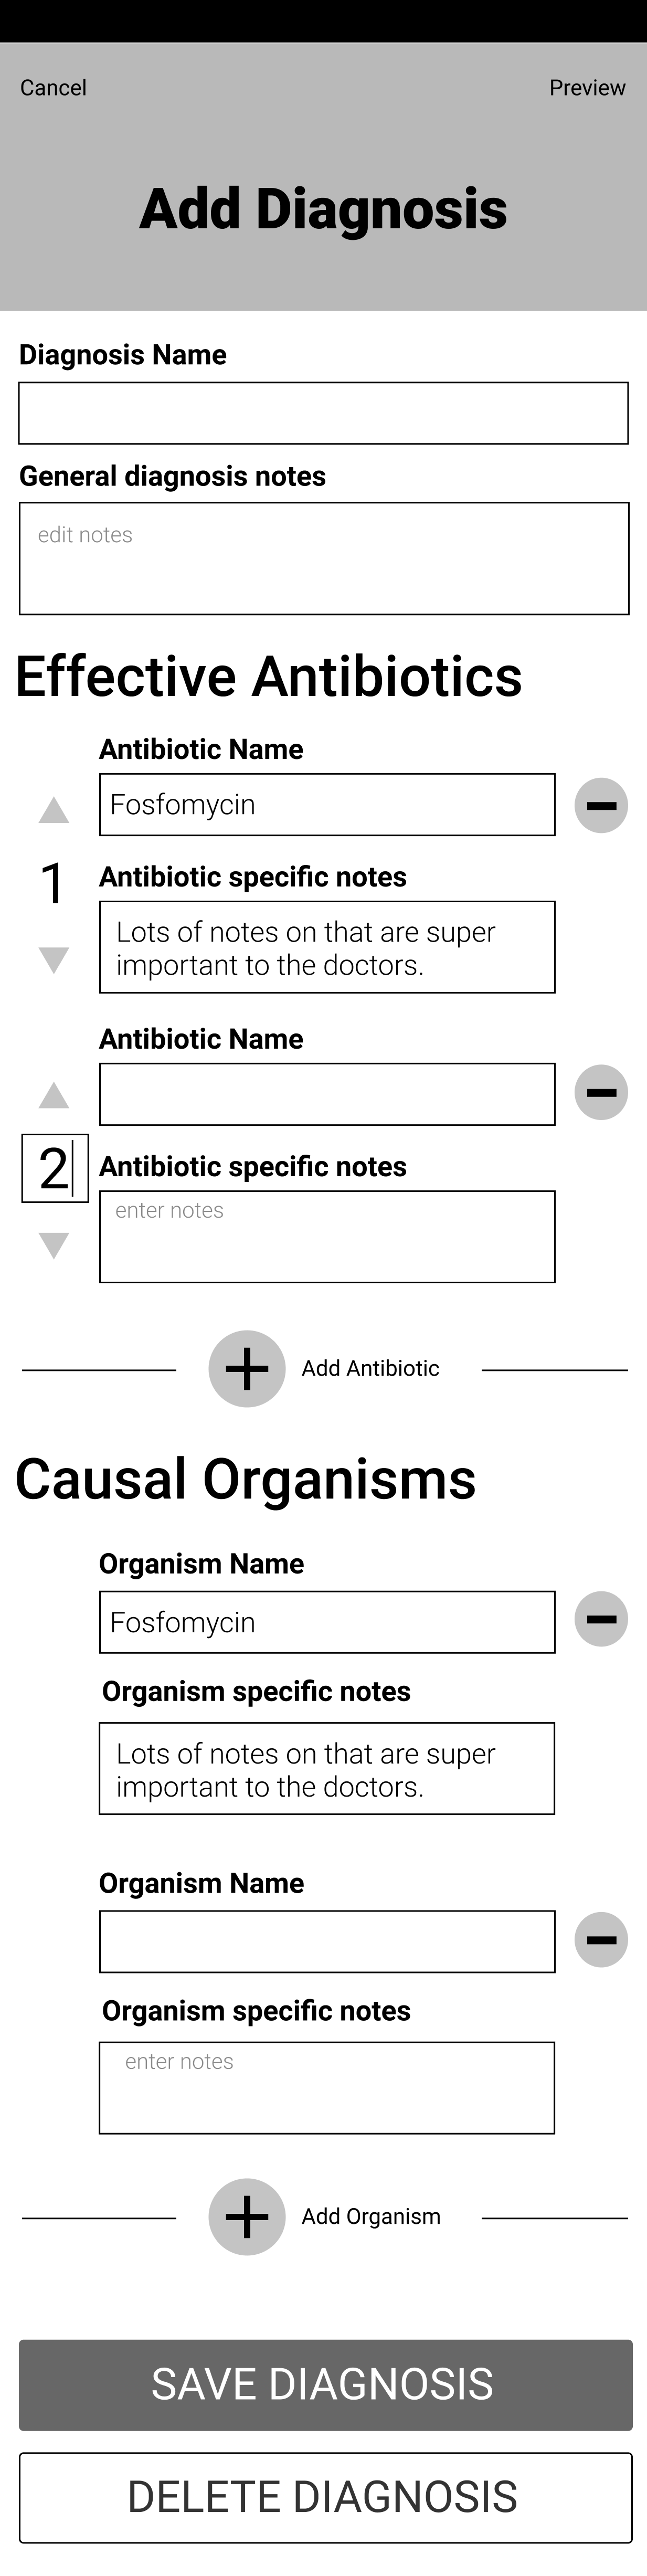 Cancel
Preview
Add Diagnosis
Diagnosis Name
General diagnosis notes
edit notes
Effective Antibiotics
Antibiotic Name
Fosfomycin
1
Antibiotic specific notes
Lots of notes on that are super
important to the doctors.
Antibiotic Name
2
Antibiotic specific notes
enter notes
Add Antibiotic
Causal Organisms
Organism Name
Fosfomycin
Organism specific notes
Lots of notes on that are super
important to the doctors.
Organism Name
Organism specific notes
enter notes
Add Organism
SAVE DIAGNOSIS
DELETE DIAGNOSIS